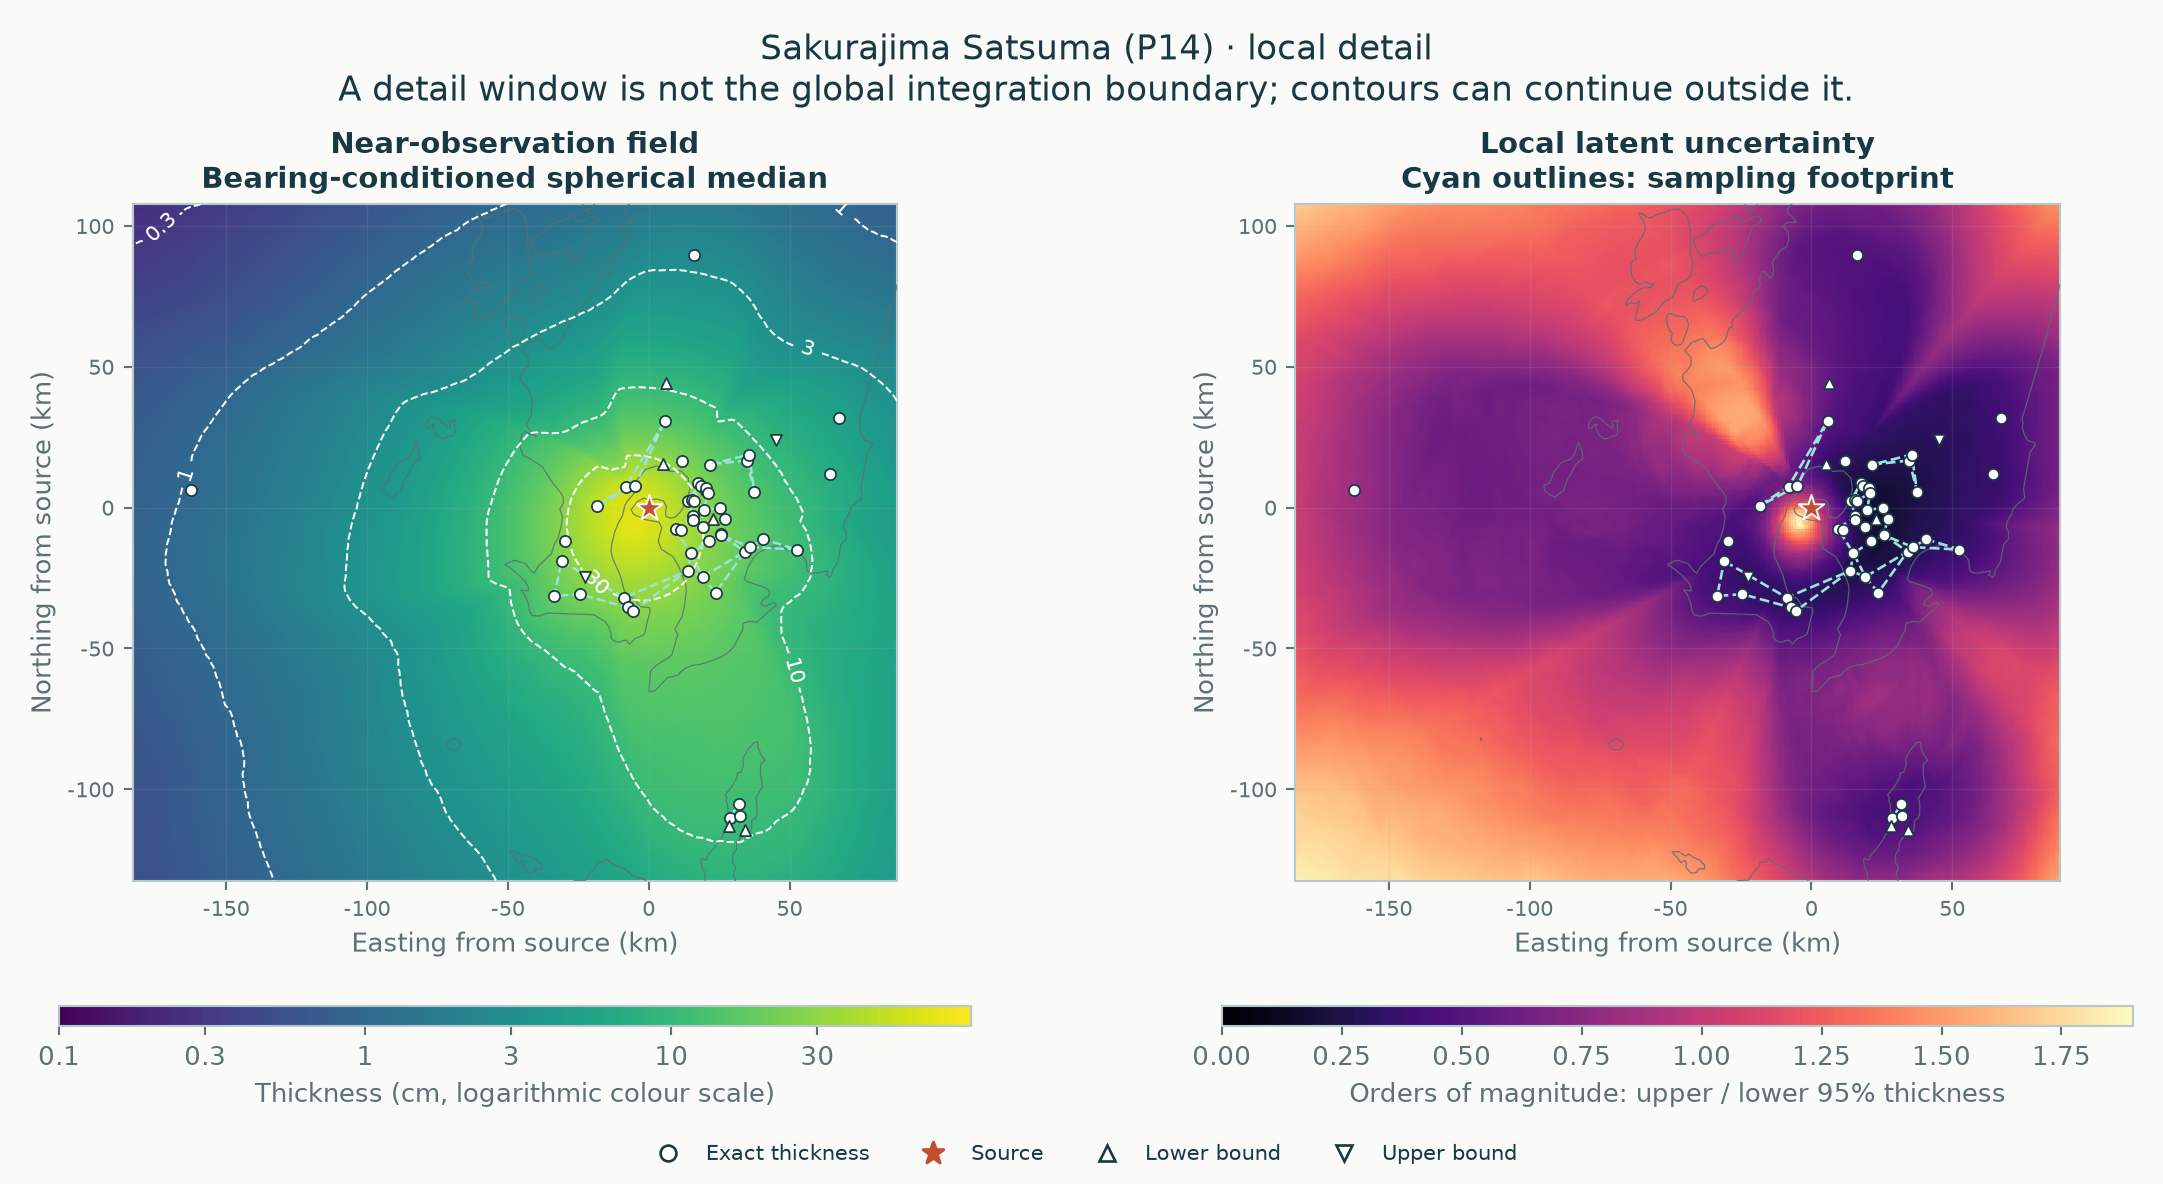 Sakurajima Satsuma (P14) · local detail
A detail window is not the global integration boundary; contours can continue outside it.
Near-observation field
Bearing-conditioned spherical median
Northing from source (km)
100
50
0
-50
-100
0.3
1
3
1
30
10
-150
-100
-50
0
50
Easting from source (km)
0.1
0.3
1
3
10
30
Thickness (cm, logarithmic colour scale)
Local latent uncertainty
Cyan outlines: sampling footprint
Northing from source (km)
100
50
0
-50
-100
-150
-100
-50
0
50
Easting from source (km)
0.00
0.25
0.50
0.75
1.00
1.25
1.50
1.75
Orders of magnitude: upper / lower 95% thickness
Exact thickness
Source
Lower bound
Upper bound